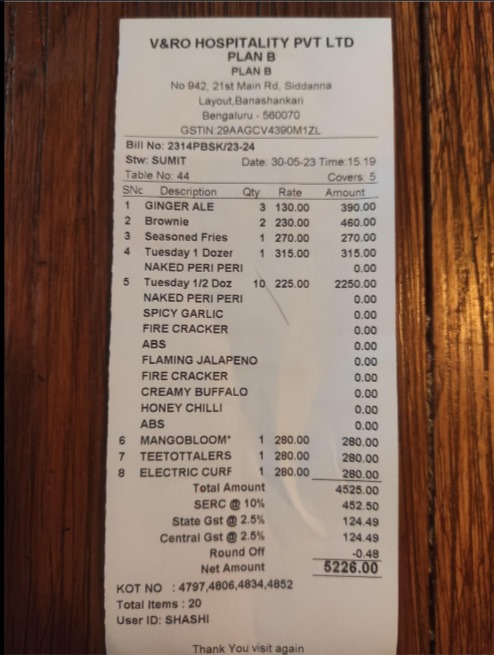 V&RO HOSPITALITY PVT LTD
PLAN B
PLAN B
No 942, 21st Main Rd, Siddanna
Layout,Banashankari
Bengaluru - 560070
GSTIN:29AAGCV4390M1ZL
Bill No: 2314PBSK/23-24
Stw: SUMIT Date: 30-05-23 Time:15.19
Table No: 44 Covers: 5
SNc Description Qty Rate Amount
1 GINGER ALE 3 130.00 390.00
2 Brownie 2 230.00 460.00
3 Seasoned Fries 1 270.00 270.00
4 Tuesday 1 Dozer 1 315.00 315.00
NAKED PERI PERI 0.00
5 Tuesday 1/2 Doz 10 225.00 2250.00
NAKED PERI PERI 0.00
SPICY GARLIC 0.00
FIRE CRACKER 0.00
ABS 0.00
FLAMING JALAPENO 0.00
FIRE CRACKER 0.00
CREAMY BUFFALO 0.00
HONEY CHILLI 0.00
ABS 0.00
6 MANGOBLOOM* 1 280.00 280.00
7 TEETOTTALERS 1 280.00 280.00
8 ELECTRIC CURF 1 280.00 280.00
Total Amount 4525.00
SERC @ 10% 452.50
State Gst @ 2.5% 124.49
Central Gst @ 2.5% 124.49
Round Off -0.48
Net Amount 5226.00
KOT NO : 4797,4806,4834,4852
Total Items : 20
User ID: SHASHI
Thank You visit again